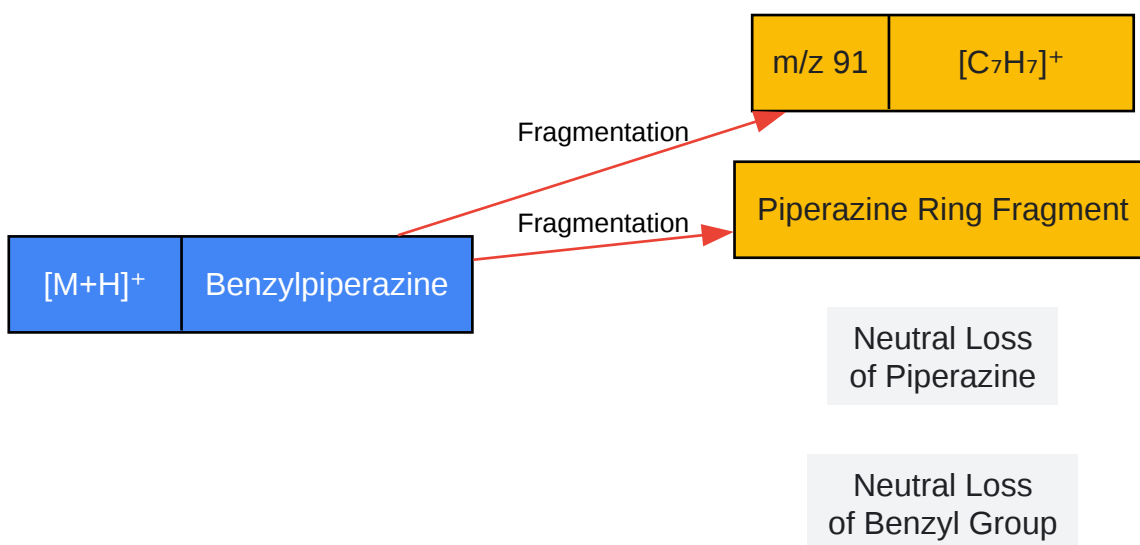 m/z 91 [C₇H₇]⁺
Fragmentation
Piperazine Ring Fragment
Fragmentation
[M+H]⁺ Benzylpiperazine
Neutral Loss
of Piperazine
Neutral Loss
of Benzyl Group